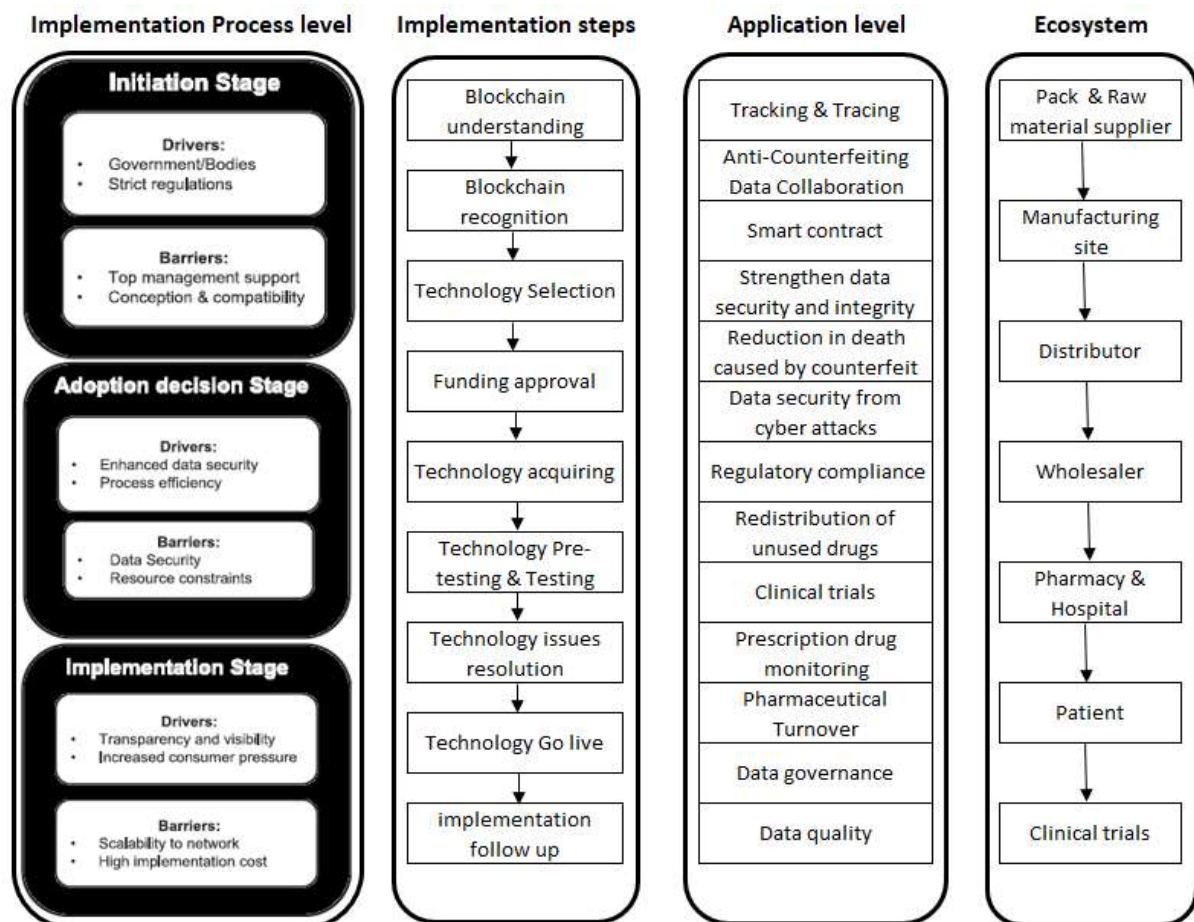 Implementation Process level
Initiation Stage
Drivers:
• Government/Bodies
• Strict regulations
Barriers:
• Top management support
• Conception & compatibility
Adoption decision Stage
Drivers:
• Enhanced data security
• Process efficiency
Barriers:
• Data Security
• Resource constraints
Implementation Stage
Drivers:
• Transparency and visibility
• Increased consumer pressure
Barriers:
• Scalability to network
• High implementation cost
Implementation steps
Blockchain
understanding
Blockchain
recognition
Technology Selection
Funding approval
Technology acquiring
Technology Pre-
testing & Testing
Technology issues
resolution
Technology Go live
implementation
follow up
Application level
Tracking & Tracing
Anti-Counterfeiting
Data Collaboration
Smart contract
Strengthen data
security and integrity
Reduction in death
caused by counterfeit
Data security from
cyber attacks
Regulatory compliance
Redistribution of
unused drugs
Clinical trials
Prescription drug
monitoring
Pharmaceutical
Turnover
Data governance
Data quality
Ecosystem
Pack & Raw
material supplier
Manufacturing
site
Distributor
Wholesaler
Pharmacy &
Hospital
Patient
Clinical trials